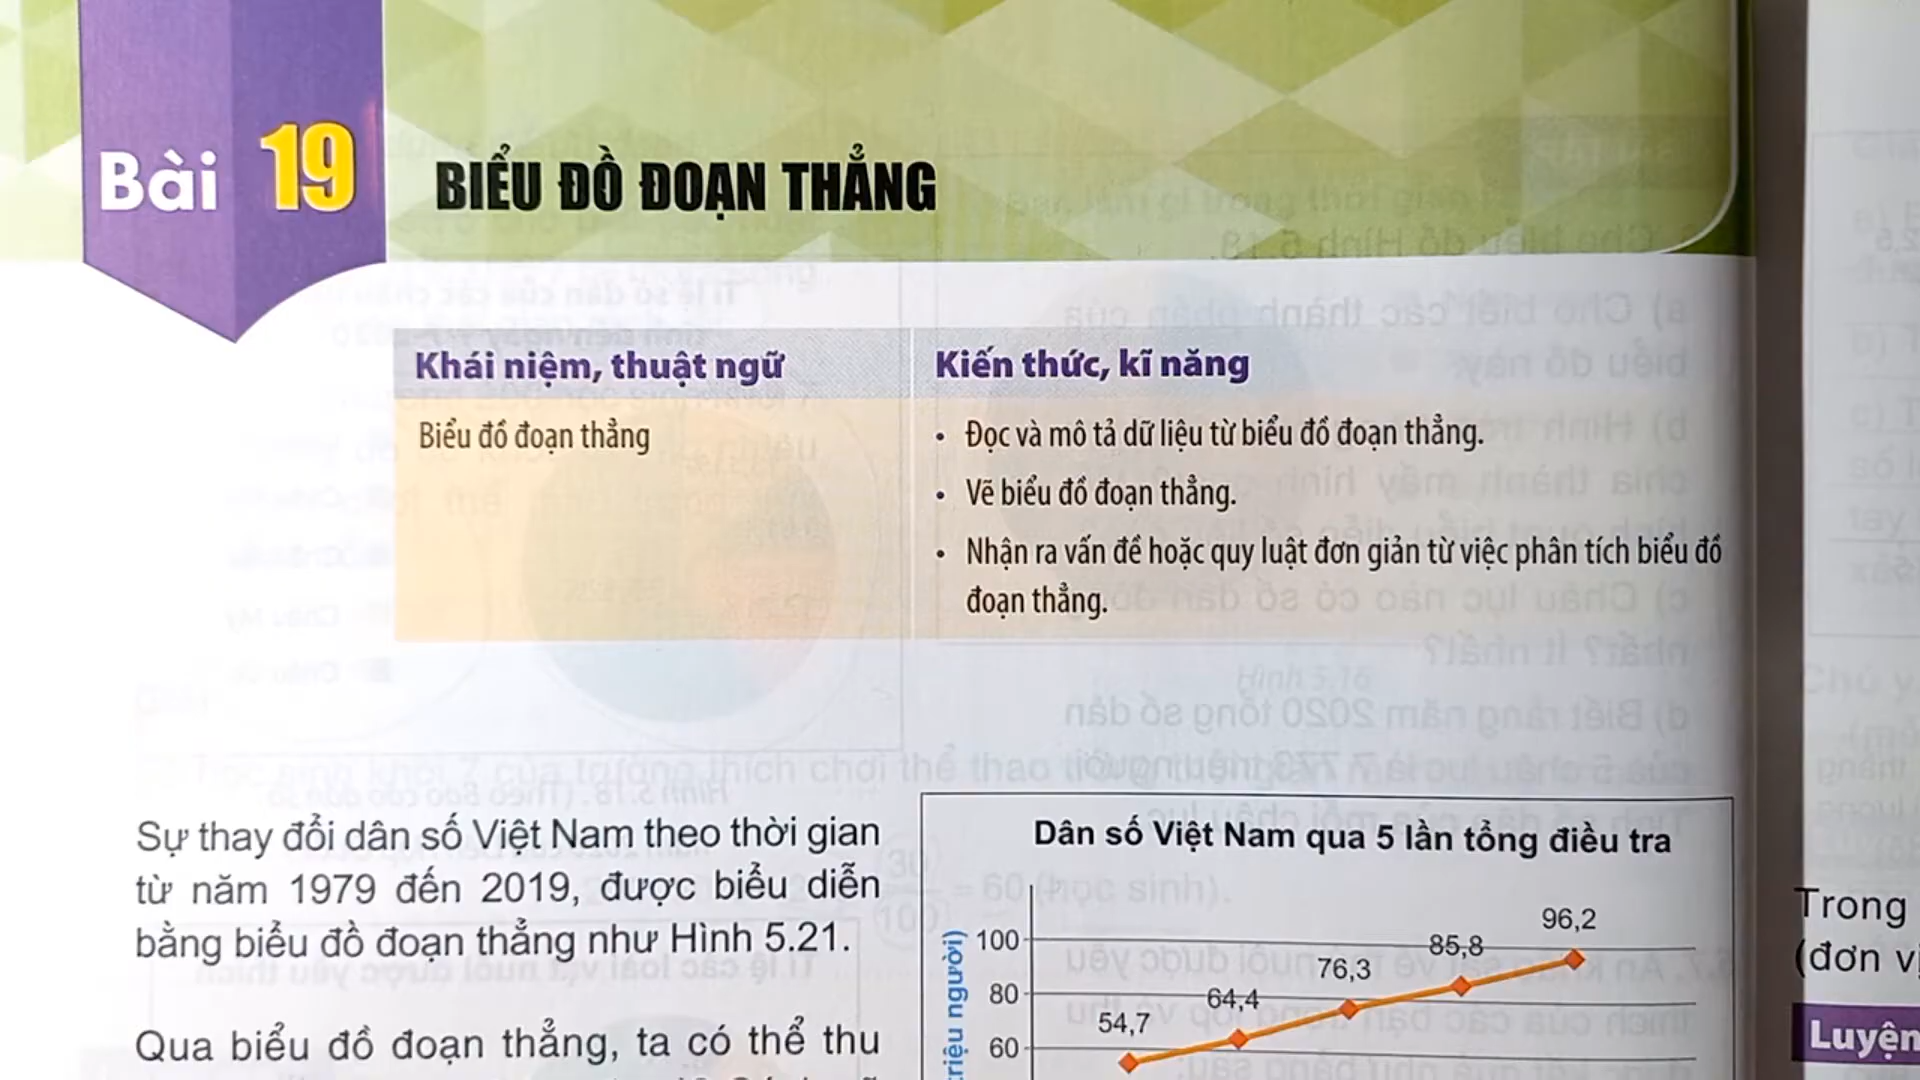 Bài 19
BIỂU ĐỒ ĐOẠN THẲNG
Khái niệm, thuật ngữ
Biểu đồ đoạn thẳng
Kiến thức, kĩ năng
• Đọc và mô tả dữ liệu từ biểu đồ đoạn thẳng.
• Vẽ biểu đồ đoạn thẳng.
• Nhận ra vấn đề hoặc quy luật đơn giản từ việc phân tích biểu đồ
đoạn thẳng.
Sự thay đổi dân số Việt Nam theo thời gian
từ năm 1979 đến 2019, được biểu diễn
bằng biểu đồ đoạn thẳng như Hình 5.21.
Qua biểu đồ đoạn thẳng, ta có thể thu
Dân số Việt Nam qua 5 lần tổng điều tra
triệu người)
100
80
60
54,7
64,4
76,3
85,8
96,2
Trong
(đơn vị
Luyện